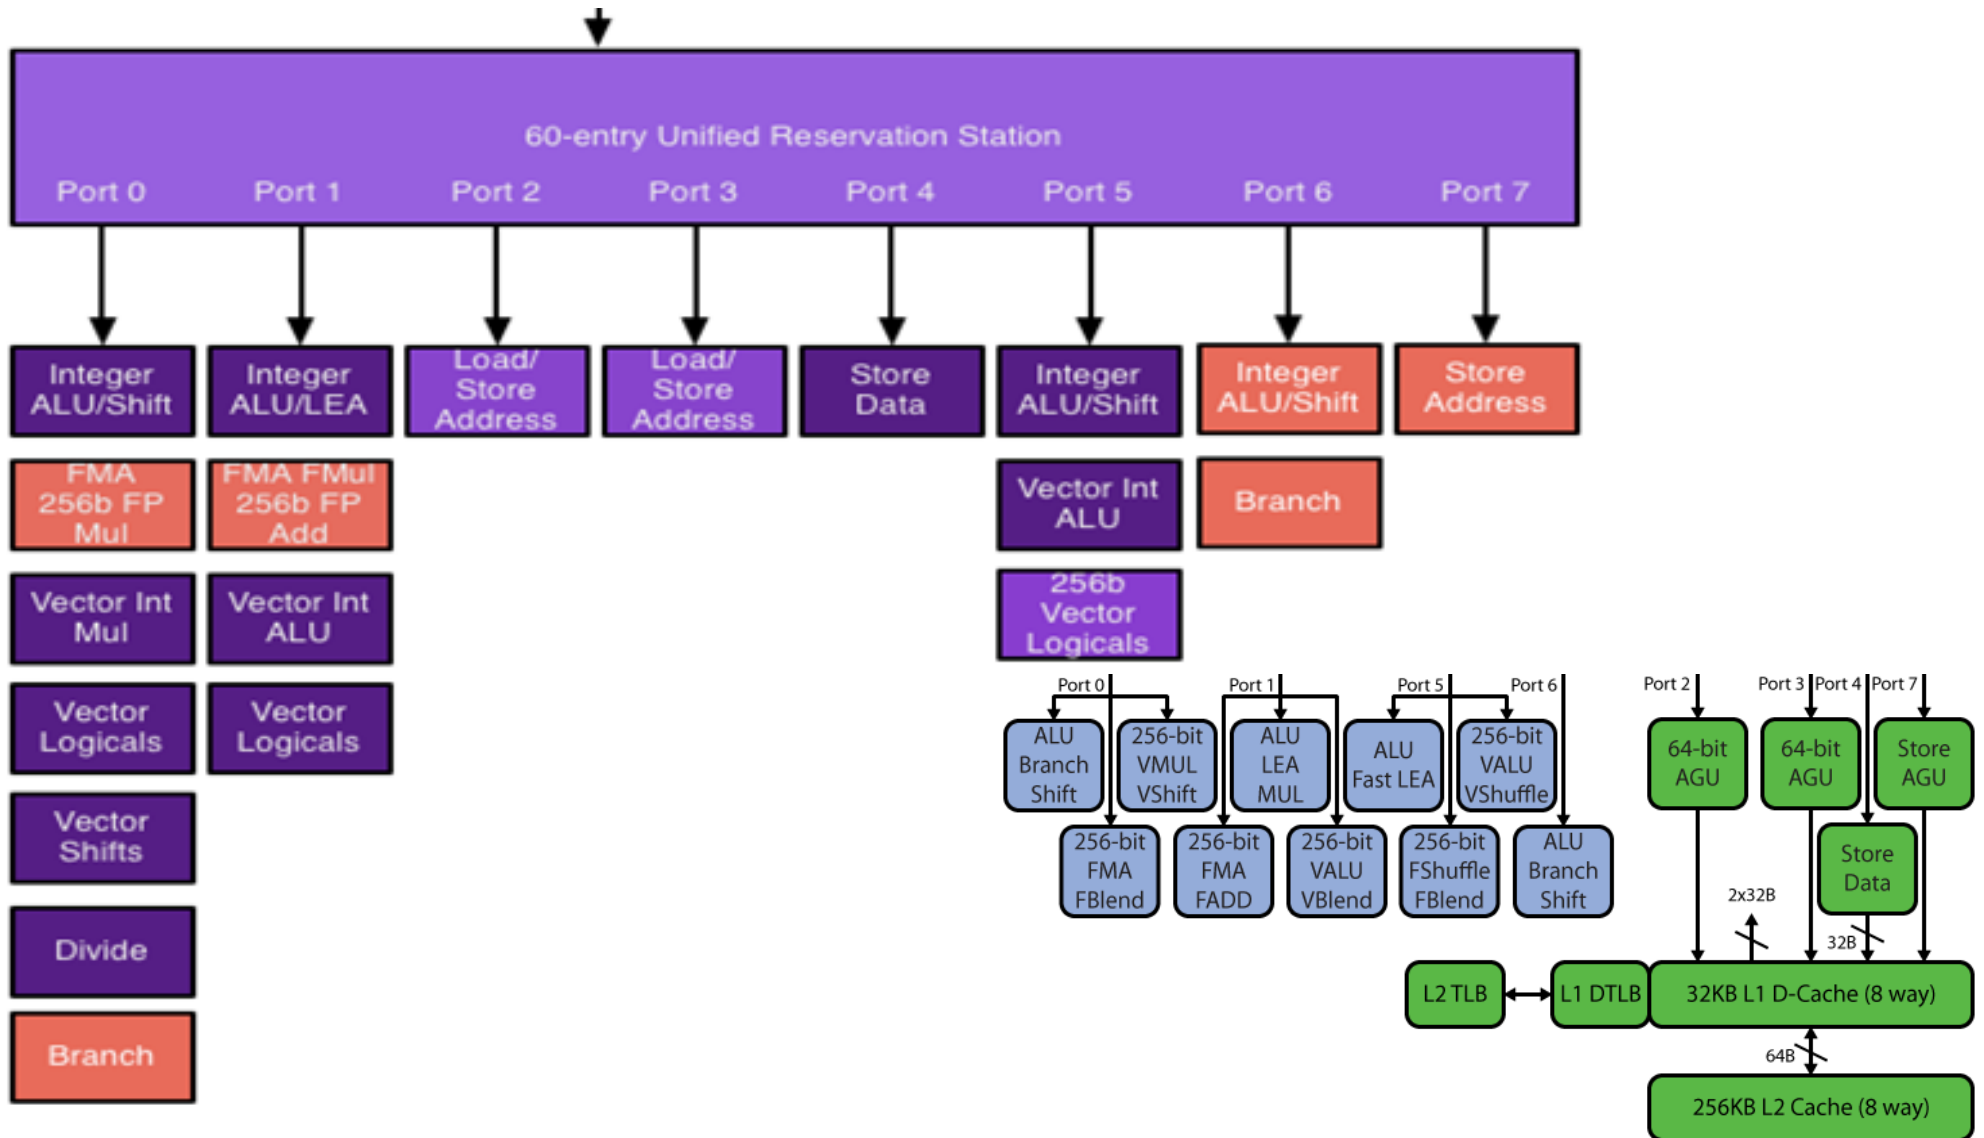 60-entry Unified Reservation Station
Port 0 Port 1 Port 2 Port 3 Port 4 Port 5 Port 6 Port 7
Integer
ALU/Shift
FMA
256b FP
Mul
Vector Int
Mul
Vector
Logicals
Vector
Shifts
Divide
Branch
Integer
ALU/LEA
FMA FMul
256b FP
Add
Vector Int
ALU
Vector
Logicals
Load/
Store
Address
Load/
Store
Address
Store
Data
Integer
ALU/Shift
Vector Int
ALU
256b
Vector
Logicals
Integer
ALU/Shift
Branch
Store
Address
Port 0
ALU
Branch
Shift
256-bit
VMUL
VShift
256-bit
FMA
FBlend
Port 1
ALU
LEA
MUL
256-bit
FMA
FADD
256-bit
VALU
VBlend
Port 5
ALU
Fast LEA
256-bit
VALU
VShuffle
256-bit
FShuffle
FBlend
Port 6
ALU
Branch
Shift
Port 2
64-bit
AGU
Port 3
64-bit
AGU
Port 4
Store
Data
Port 7
Store
AGU
2x32B
32B
L2 TLB
L1 DTLB
32KB L1 D-Cache (8 way)
64B
256KB L2 Cache (8 way)